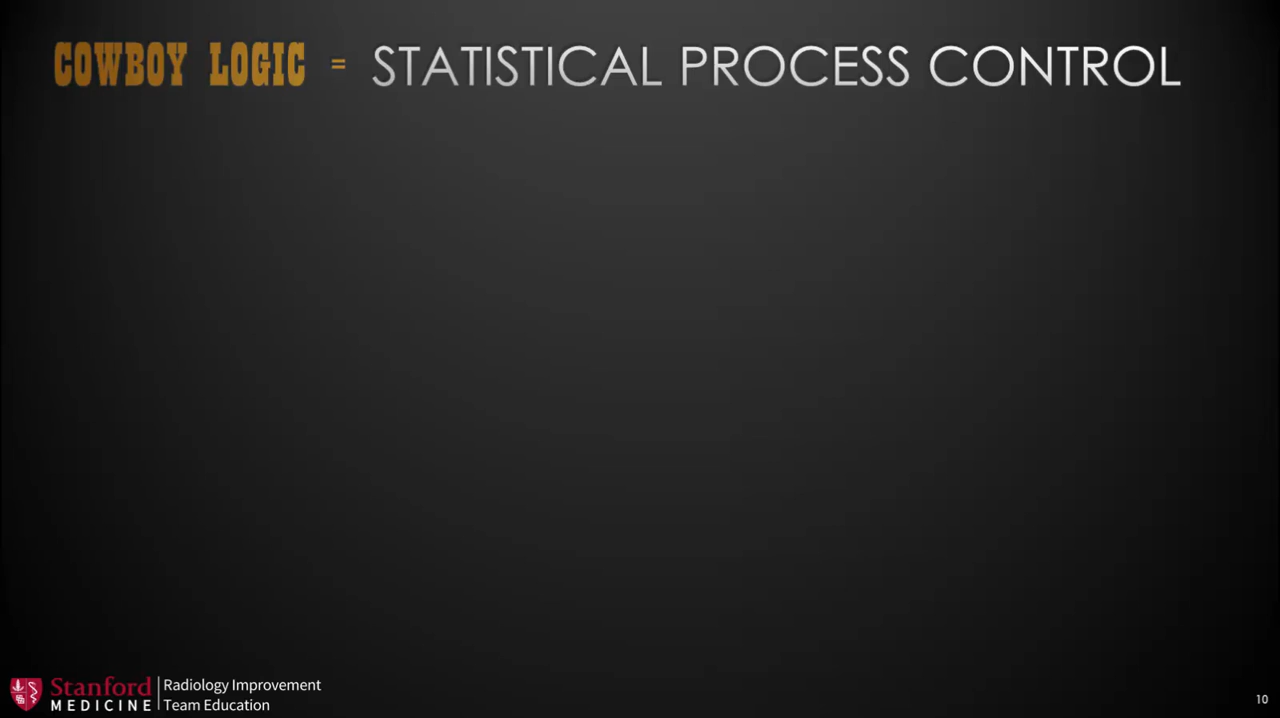 COWBOY LOGIC = STATISTICAL PROCESS CONTROL
Stanford
MEDICINE
Radiology Improvement
Team Education
10